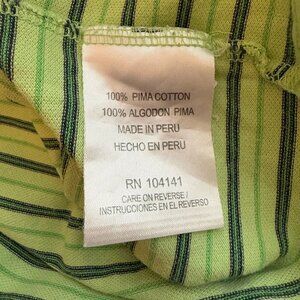 100% PIMA COTTON
100% ALGODON PIMA
MADE IN PERU
HECHO EN PERU
RN 104141
CARE ON REVERSE/
INSTRUCCIONES EN EL REVERSO